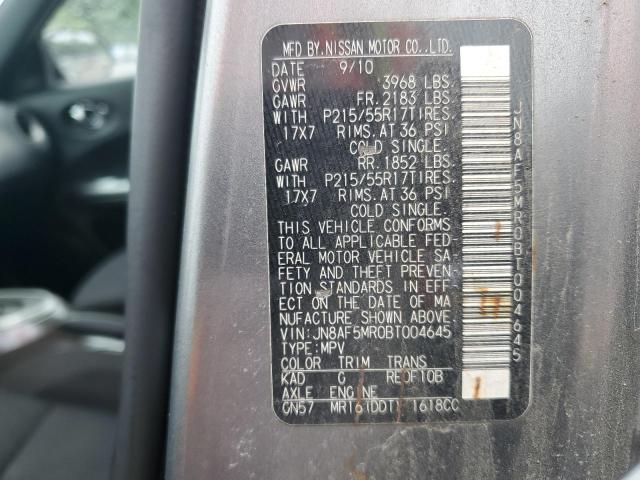 MFD BY.NISSAN MOTOR CO.,LTD.
DATE 9/10
GVWR 3968 LBS.
GAWR FR. 2183 LBS.
WITH P215/55R17TIRES.
17X7 RIMS.AT 36 PSI
COLD SINGLE.
GAWR RR. 1852 LBS.
WITH P215/55R17TIRES.
17X7 RIMS.AT 36 PSI
COLD SINGLE.
THIS VEHICLE CONFORMS
TO ALL APPLICABLE FED
ERAL MOTOR VEHICLE SA
FETY AND THEFT PREVEN
TION STANDARDS IN EFF
ECT ON THE DATE OF MA
NUFACTURE SHOWN ABOVE.
VIN:JN8AF5MR0BT004645
TYPE:MPV
COLOR TRIM TRANS
KAD G RE0F10B
AXLE ENGINE
GN57 MR16(DDT) 1618CC
JN8AF5MR0BT004645